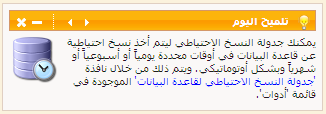 تلميح اليوم
يمكنك جدولة النسخ الاحتياطي ليتم أخذ نسخ احتياطية
عن قاعدة البيانات في أوقات محددة يومياً أو أسبوعياً أو
شهرياً وبشكل أوتوماتيكي. ويتم ذلك من خلال نافذة
'جدولة النسخ الاحتياطي لقاعدة البيانات' الموجودة في
قائمة 'أدوات'.